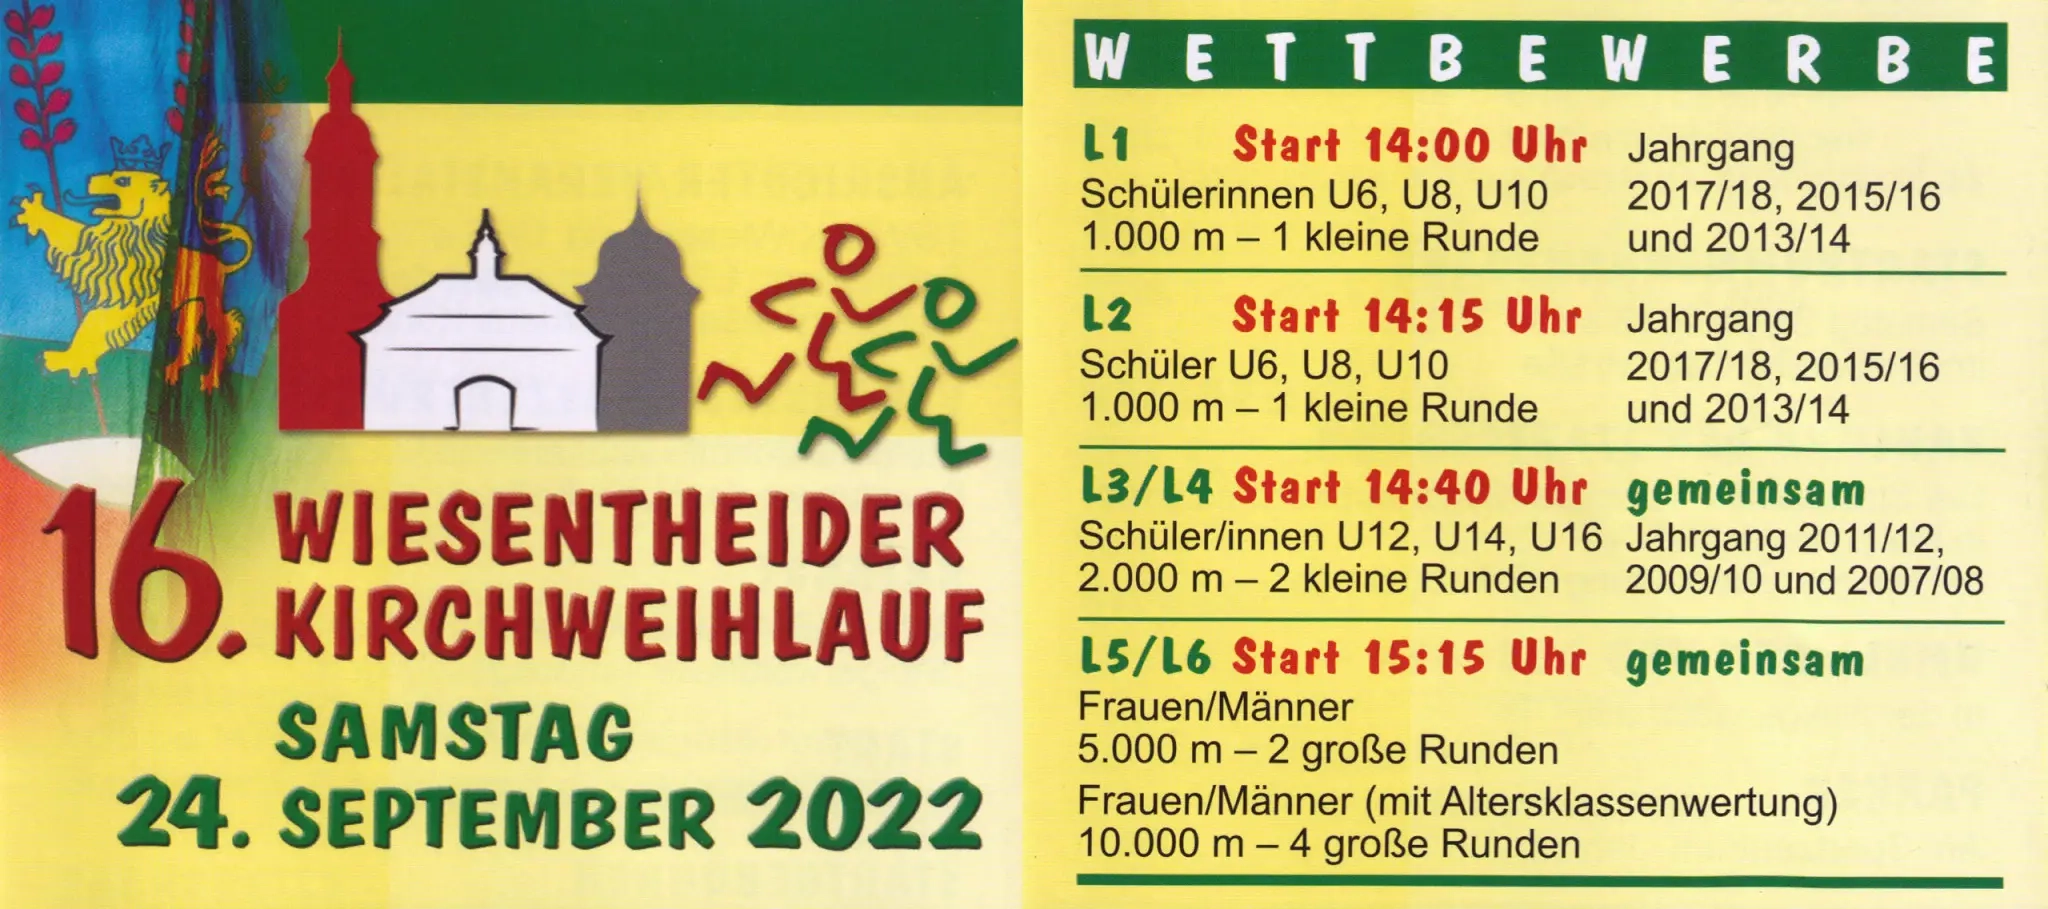 16. WIESENTHEIDER
KIRCHWEIHLAUF
SAMSTAG
24. SEPTEMBER 2022
WETTBEWERBE
L1 Start 14:00 Uhr Jahrgang
Schülerinnen U6, U8, U10 2017/18, 2015/16
1.000 m – 1 kleine Runde und 2013/14
L2 Start 14:15 Uhr Jahrgang
Schüler U6, U8, U10 2017/18, 2015/16
1.000 m – 1 kleine Runde und 2013/14
L3/L4 Start 14:40 Uhr gemeinsam
Schüler/innen U12, U14, U16 Jahrgang 2011/12,
2.000 m – 2 kleine Runden 2009/10 und 2007/08
L5/L6 Start 15:15 Uhr gemeinsam
Frauen/Männer
5.000 m – 2 große Runden
Frauen/Männer (mit Altersklassenwertung)
10.000 m – 4 große Runden